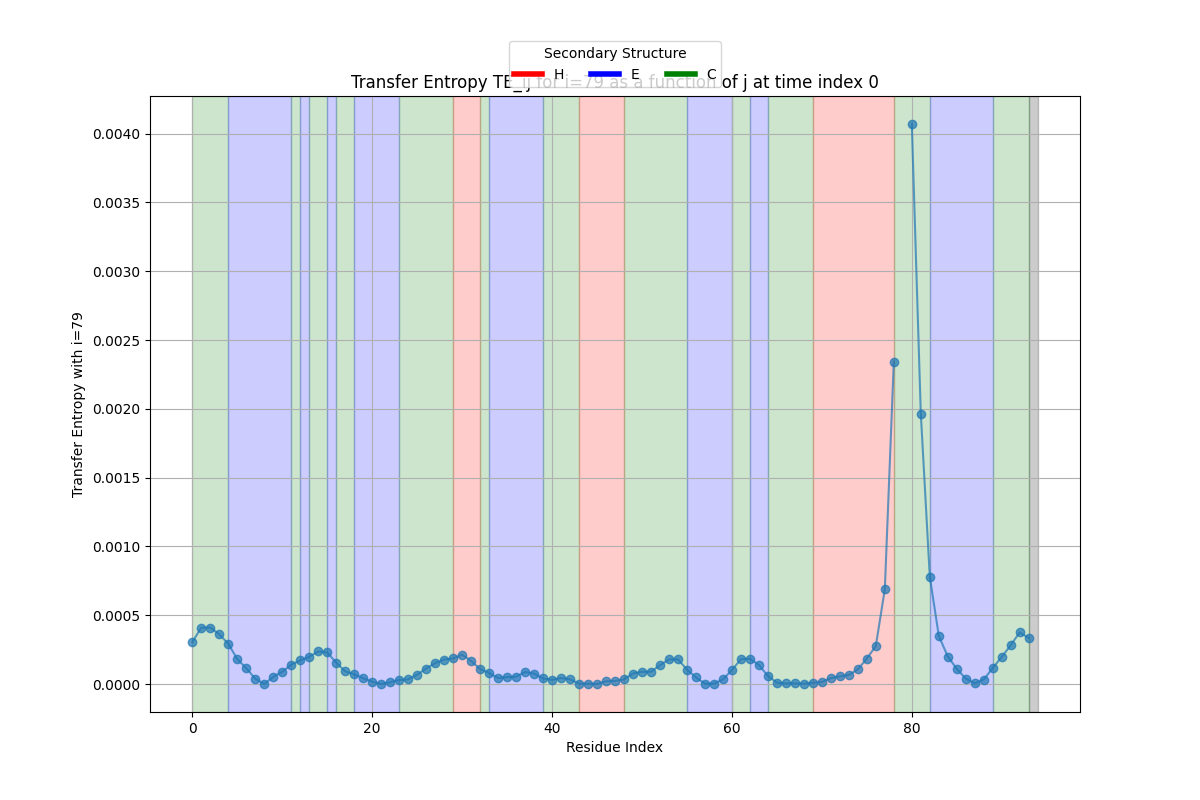 Secondary Structure
H E C
Transfer Entropy TE_ij for i=79 as a function of j at time index 0
0.0040
0.0035
0.0030
0.0025
0.0020
0.0015
0.0010
0.0005
0.0000
Transfer Entropy with i=79
0 20 40 60 80
Residue Index